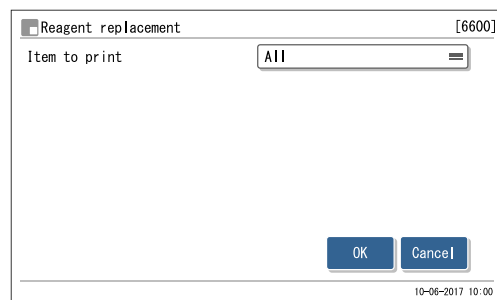 Reagent replacement [6600]
Item to print All
OK Cancel
10-06-2017 10:00